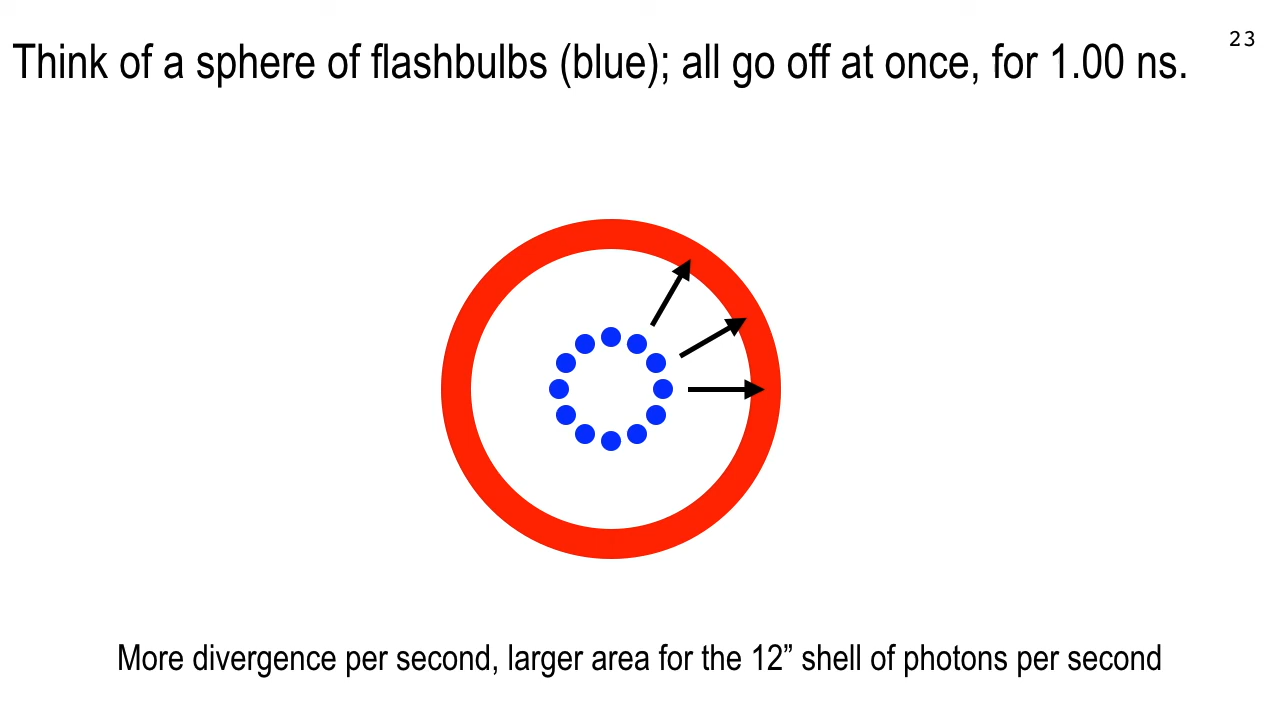 Think of a sphere of flashbulbs (blue); all go off at once, for 1.00 ns.
23
More divergence per second, larger area for the 12” shell of photons per second